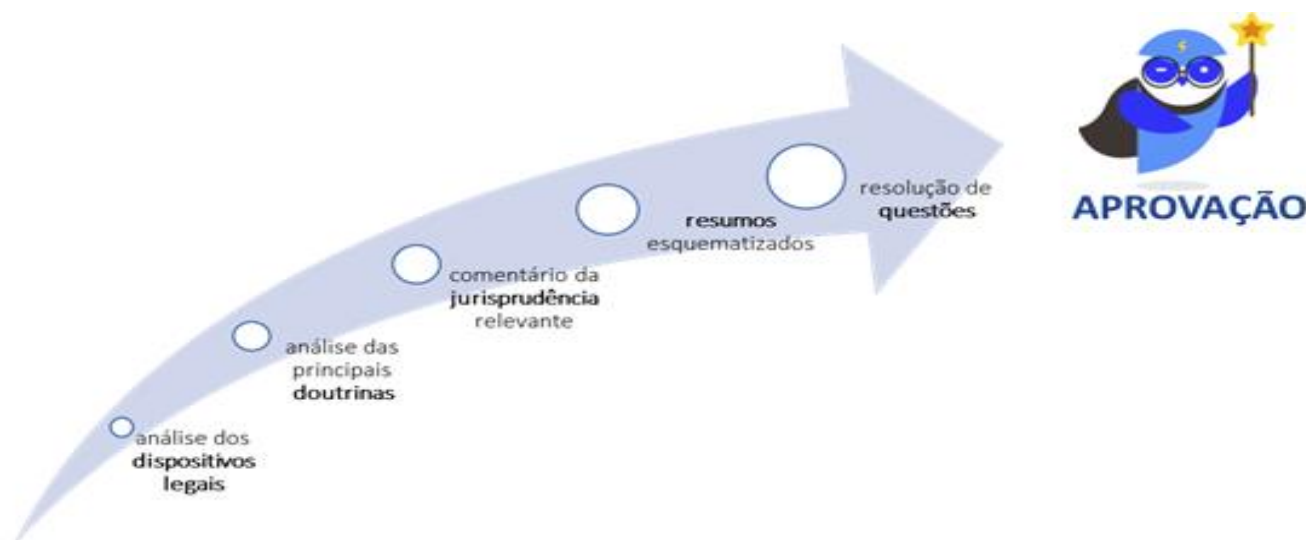 análise dos
dispositivos
legais
análise das
principais
doutrinas
comentário da
jurisprudência
relevante
resumos
esquematizados
resolução de
questões
APROVAÇÃO